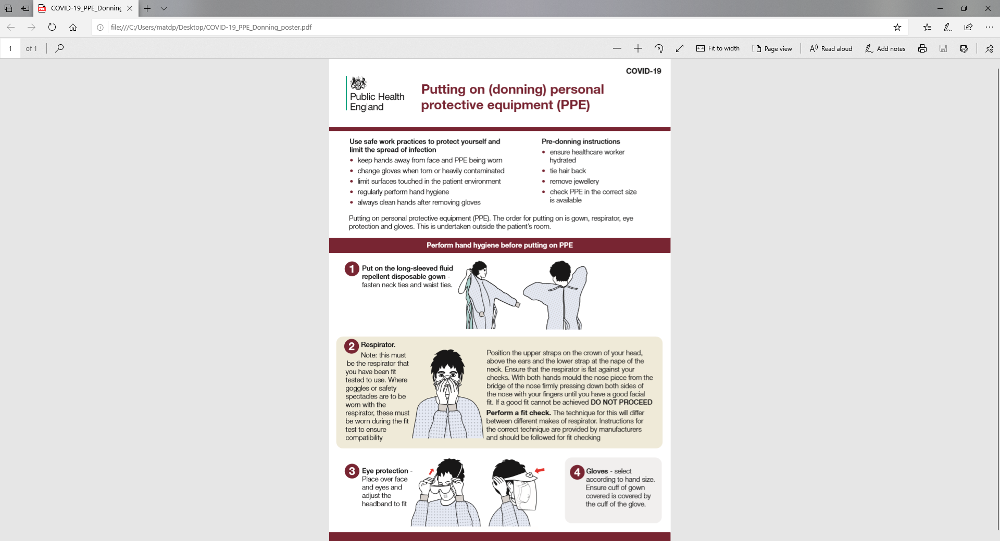 COVID-19_PPE_Donning
file:///C:/Users/matdp/Desktop/COVID-19_PPE_Donning_poster.pdf
1 of 1
Fit to width
Page view
Read aloud
Add notes
COVID-19
Public Health
England
Putting on (donning) personal
protective equipment (PPE)
Use safe work practices to protect yourself and
limit the spread of infection
• keep hands away from face and PPE being worn
• change gloves when torn or heavily contaminated
• limit surfaces touched in the patient environment
• regularly perform hand hygiene
• always clean hands after removing gloves
Pre-donning instructions
• ensure healthcare worker
hydrated
• tie hair back
• remove jewellery
• check PPE in the correct size
is available
Putting on personal protective equipment (PPE). The order for putting on is gown, respirator, eye
protection and gloves. This is undertaken outside the patient's room.
Perform hand hygiene before putting on PPE
1 Put on the long-sleeved fluid
repellent disposable gown -
fasten neck ties and waist ties.
2 Respirator.
Note: this must
be the respirator that
you have been fit
tested to use. Where
goggles or safety
spectacles are to be
worn with the
respirator, these must
be worn during the fit
test to ensure
compatibility
Position the upper straps on the crown of your head,
above the ears and the lower strap at the nape of the
neck. Ensure that the respirator is flat against your
cheeks. With both hands mould the nose piece from the
bridge of the nose firmly pressing down both sides of
the nose with your fingers until you have a good facial
fit. If a good fit cannot be achieved DO NOT PROCEED
Perform a fit check. The technique for this will differ
between different makes of respirator. Instructions for
the correct technique are provided by manufacturers
and should be followed for fit checking
3 Eye protection -
Place over face
and eyes and
adjust the
headband to fit
4 Gloves - select
according to hand size.
Ensure cuff of gown
covered is covered by
the cuff of the glove.